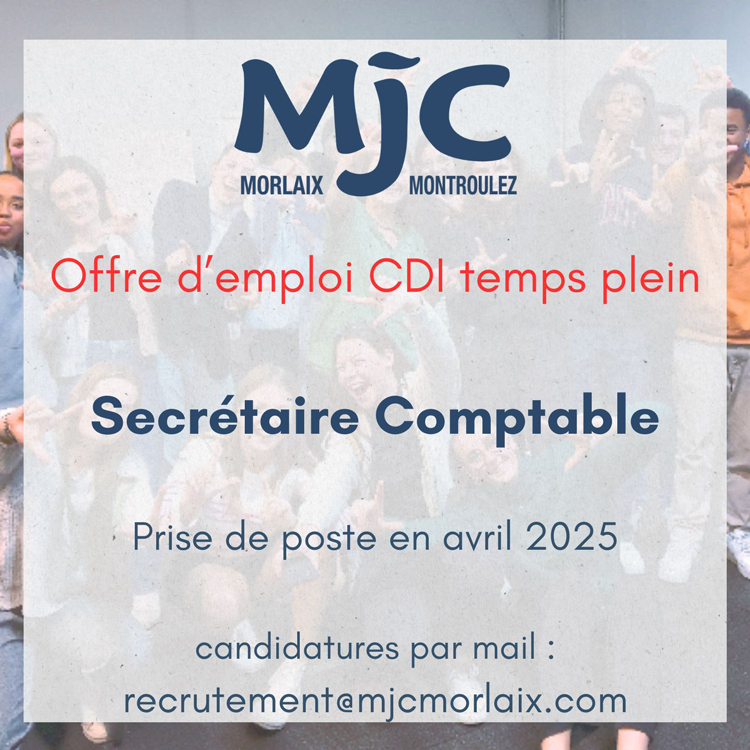 MJC
MORLAIX MONTROULEZ
Offre d’emploi CDI temps plein
Secrétaire Comptable
Prise de poste en avril 2025
candidatures par mail :
recrutement@mjcmorlaix.com